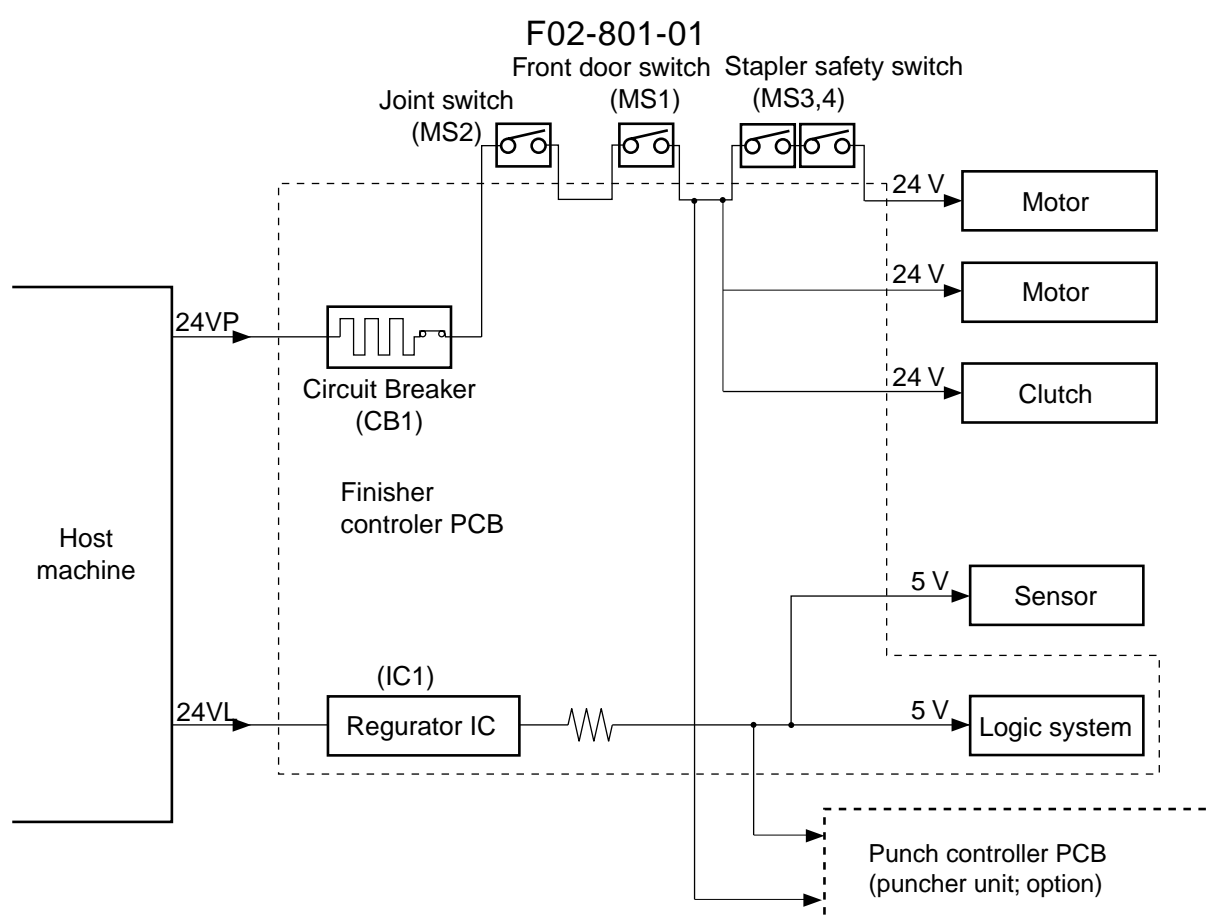 F02-801-01
Front door switch
(MS1)
Stapler safety switch
(MS3,4)
Joint switch
(MS2)
24 V
Motor
24 V
Motor
24VP
Circuit Breaker
(CB1)
24 V
Clutch
Finisher
controler PCB
Host
machine
5 V
Sensor
(IC1)
24VL
Regurator IC
5 V
Logic system
Punch controller PCB
(puncher unit; option)